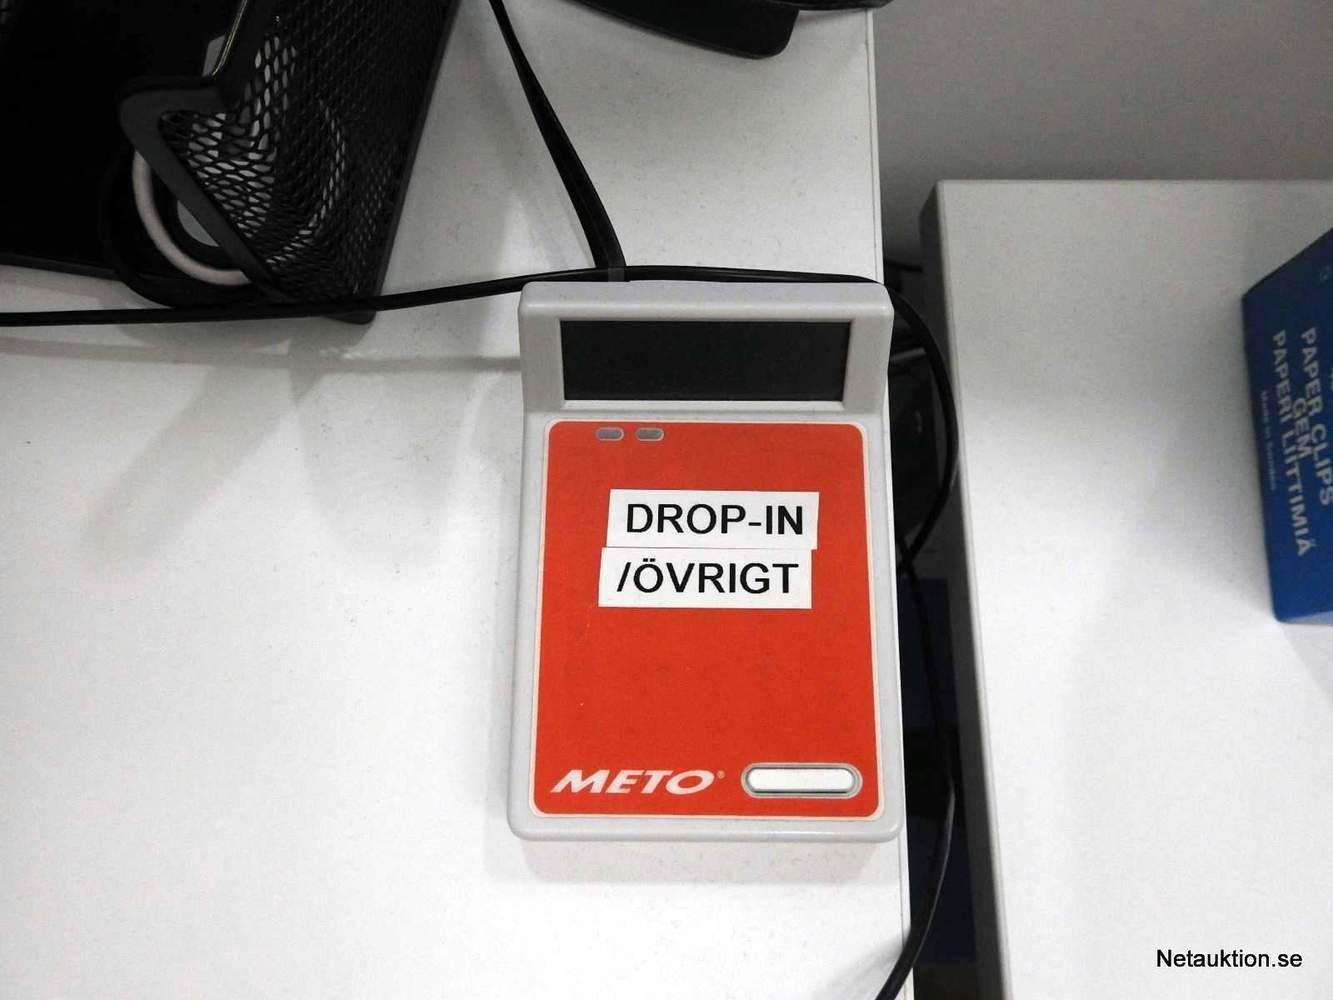 DROP-IN
/ÖVRIGT
METO®
PAPER CLIPS
GEM
PAPERI LIITTIMIÄ
Netauktion.se